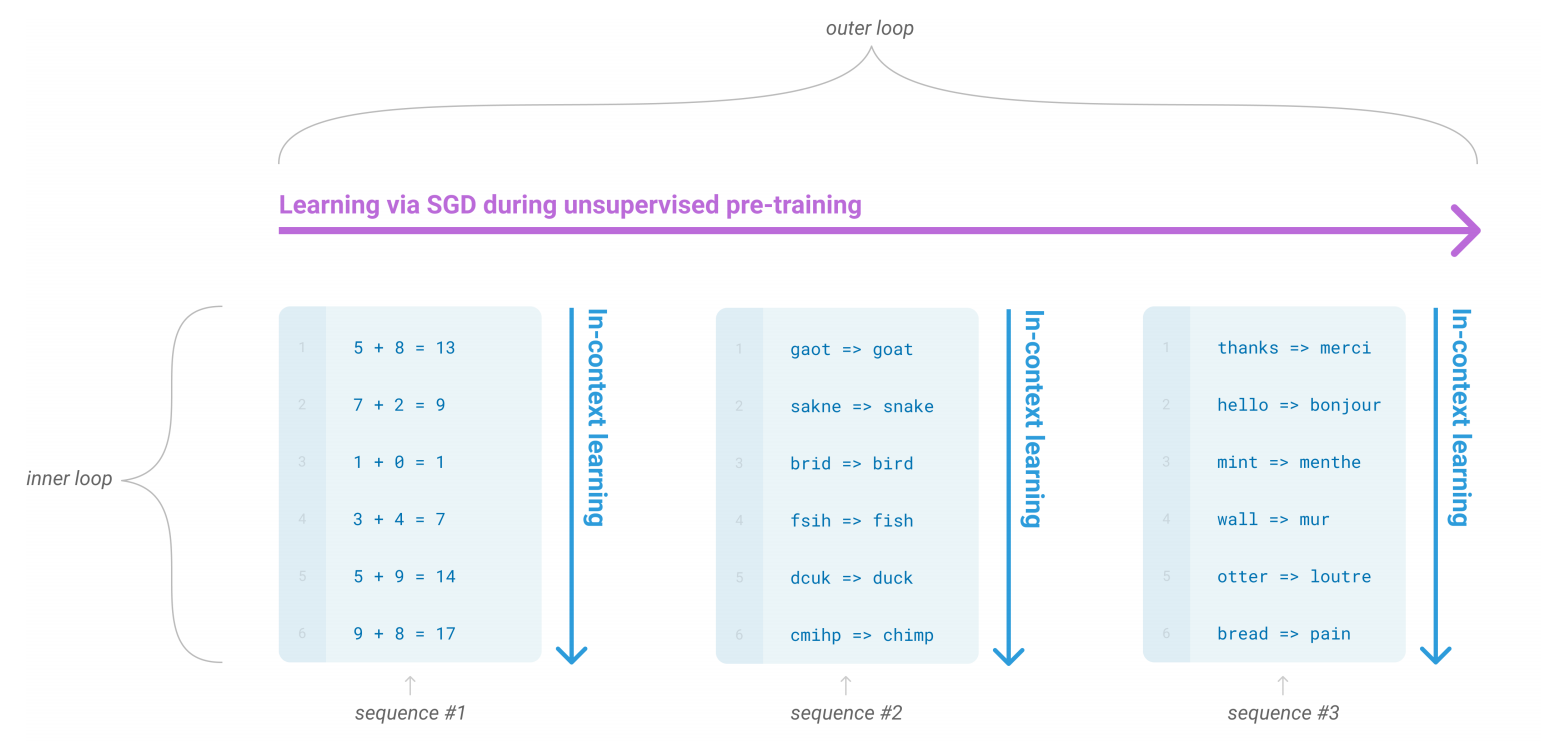 outer loop
Learning via SGD during unsupervised pre-training
inner loop
1 5 + 8 = 13
2 7 + 2 = 9
3 1 + 0 = 1
4 3 + 4 = 7
5 5 + 9 = 14
6 9 + 8 = 17
In-context learning
sequence #1
1 gaot => goat
2 sakne => snake
3 brid => bird
4 fsih => fish
5 dcuk => duck
6 cmihp => chimp
In-context learning
sequence #2
1 thanks => merci
2 hello => bonjour
3 mint => menthe
4 wall => mur
5 otter => loutre
6 bread => pain
In-context learning
sequence #3